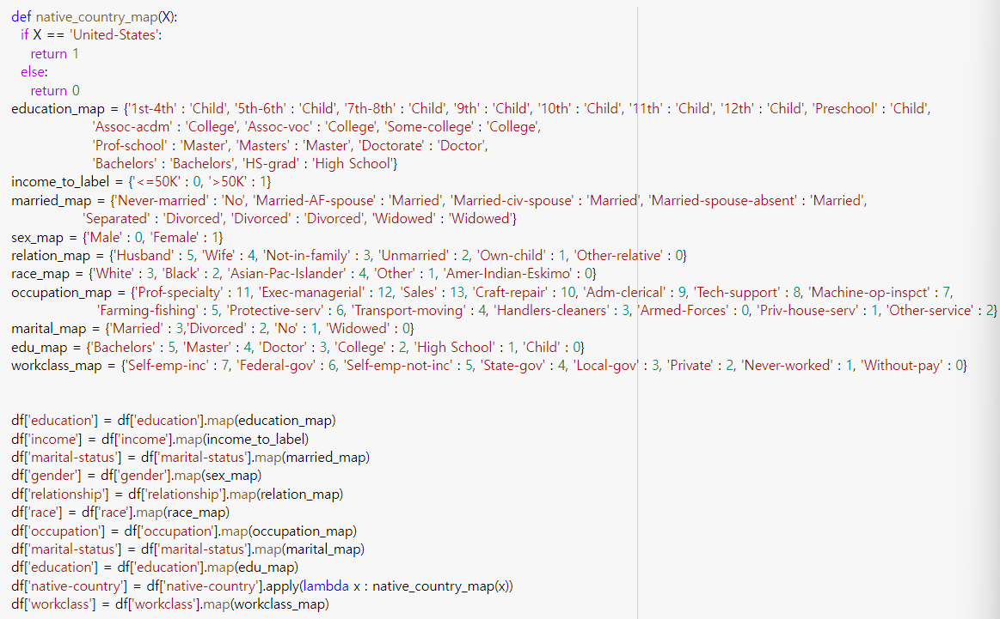 def native_country_map(X):
  if X == 'United-States':
    return 1
  else:
    return 0
education_map = {'1st-4th' : 'Child', '5th-6th' : 'Child', '7th-8th' : 'Child', '9th' : 'Child', '10th' : 'Child', '11th' : 'Child', '12th' : 'Child', 'Preschool' : 'Child',
                 'Assoc-acdm' : 'College', 'Assoc-voc' : 'College', 'Some-college' : 'College',
                 'Prof-school' : 'Master', 'Masters' : 'Master', 'Doctorate' : 'Doctor',
                 'Bachelors' : 'Bachelors', 'HS-grad' : 'High School'}
income_to_label = {'<=50K' : 0, '>50K' : 1}
married_map = {'Never-married' : 'No', 'Married-AF-spouse' : 'Married', 'Married-civ-spouse' : 'Married', 'Married-spouse-absent' : 'Married',
               'Separated' : 'Divorced', 'Divorced' : 'Divorced', 'Widowed' : 'Widowed'}
sex_map = {'Male' : 0, 'Female' : 1}
relation_map = {'Husband' : 5, 'Wife' : 4, 'Not-in-family' : 3, 'Unmarried' : 2, 'Own-child' : 1, 'Other-relative' : 0}
race_map = {'White' : 3, 'Black' : 2, 'Asian-Pac-Islander' : 4, 'Other' : 1, 'Amer-Indian-Eskimo' : 0}
occupation_map = {'Prof-specialty' : 11, 'Exec-managerial' : 12, 'Sales' : 13, 'Craft-repair' : 10, 'Adm-clerical' : 9, 'Tech-support' : 8, 'Machine-op-inspct' : 7,
                  'Farming-fishing' : 5, 'Protective-serv' : 6, 'Transport-moving' : 4, 'Handlers-cleaners' : 3, 'Armed-Forces' : 0, 'Priv-house-serv' : 1, 'Other-service' : 2}
marital_map = {'Married' : 3,'Divorced' : 2, 'No' : 1, 'Widowed' : 0}
edu_map = {'Bachelors' : 5, 'Master' : 4, 'Doctor' : 3, 'College' : 2, 'High School' : 1, 'Child' : 0}
workclass_map = {'Self-emp-inc' : 7, 'Federal-gov' : 6, 'Self-emp-not-inc' : 5, 'State-gov' : 4, 'Local-gov' : 3, 'Private' : 2, 'Never-worked' : 1, 'Without-pay' : 0}
df['education'] = df['education'].map(education_map)
df['income'] = df['income'].map(income_to_label)
df['marital-status'] = df['marital-status'].map(married_map)
df['gender'] = df['gender'].map(sex_map)
df['relationship'] = df['relationship'].map(relation_map)
df['race'] = df['race'].map(race_map)
df['occupation'] = df['occupation'].map(occupation_map)
df['marital-status'] = df['marital-status'].map(marital_map)
df['education'] = df['education'].map(edu_map)
df['native-country'] = df['native-country'].apply(lambda x : native_country_map(x))
df['workclass'] = df['workclass'].map(workclass_map)